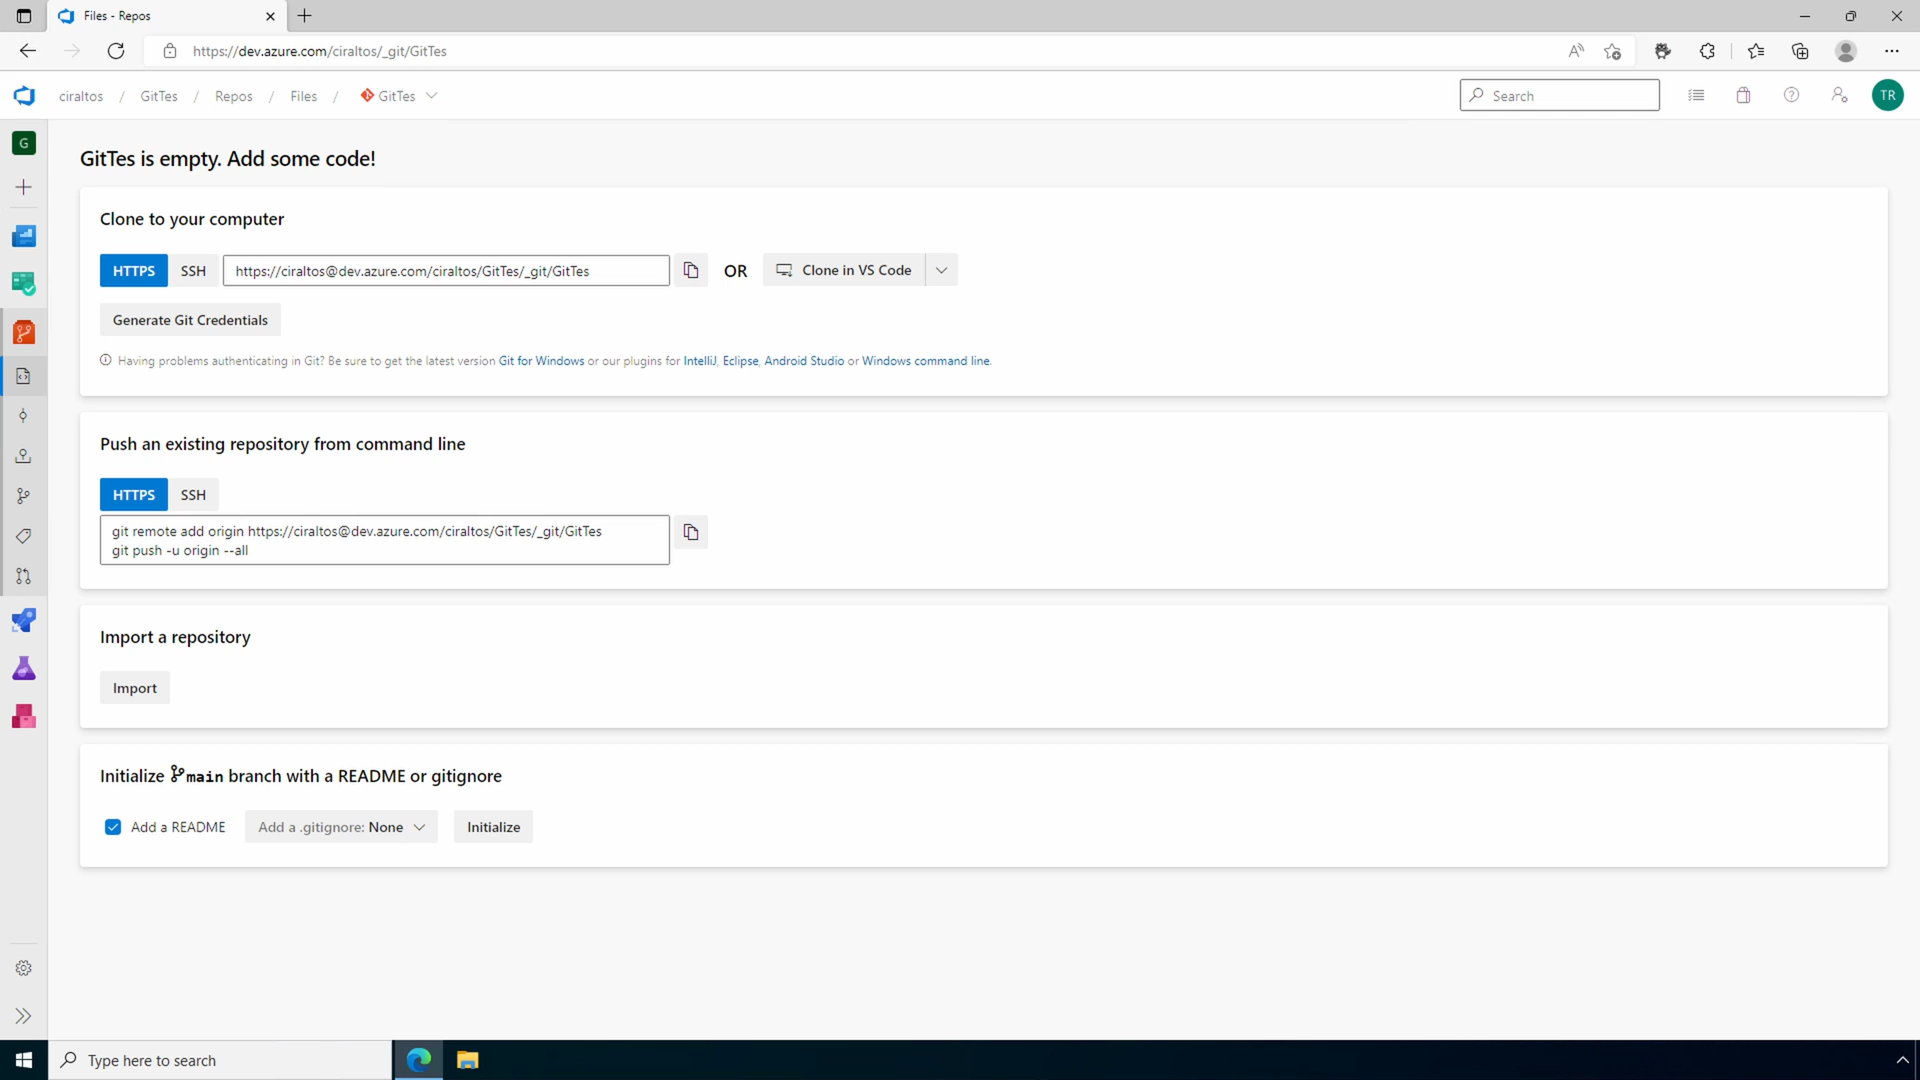 Files - Repos
https://dev.azure.com/ciraltos/_git/GitTes
ciraltos / GitTes / Repos / Files / GitTes
Search
TR
G
GitTes is empty. Add some code!
Clone to your computer
HTTPS SSH https://ciraltos@dev.azure.com/ciraltos/GitTes/_git/GitTes OR Clone in VS Code
Generate Git Credentials
Having problems authenticating in Git? Be sure to get the latest version Git for Windows or our plugins for IntelliJ, Eclipse, Android Studio or Windows command line.
Push an existing repository from command line
HTTPS SSH
git remote add origin https://ciraltos@dev.azure.com/ciraltos/GitTes/_git/GitTes
git push -u origin --all
Import a repository
Import
Initialize main branch with a README or gitignore
Add a README Add a .gitignore: None Initialize
Type here to search